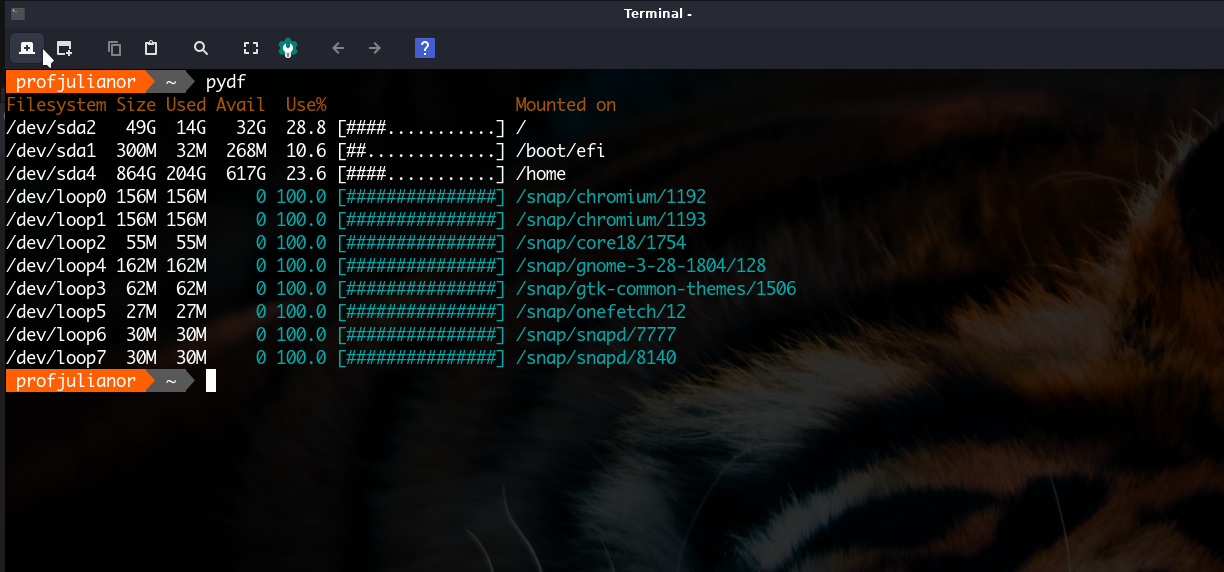 Terminal -
?
profjulianor ~ pydf
Filesystem Size Used Avail Use% Mounted on
/dev/sda2 49G 14G 32G 28.8 [####...........] /
/dev/sda1 300M 32M 268M 10.6 [##.............] /boot/efi
/dev/sda4 864G 204G 617G 23.6 [####...........] /home
/dev/loop0 156M 156M 0 100.0 [###############] /snap/chromium/1192
/dev/loop1 156M 156M 0 100.0 [###############] /snap/chromium/1193
/dev/loop2 55M 55M 0 100.0 [###############] /snap/core18/1754
/dev/loop4 162M 162M 0 100.0 [###############] /snap/gnome-3-28-1804/128
/dev/loop3 62M 62M 0 100.0 [###############] /snap/gtk-common-themes/1506
/dev/loop5 27M 27M 0 100.0 [###############] /snap/onefetch/12
/dev/loop6 30M 30M 0 100.0 [###############] /snap/snapd/7777
/dev/loop7 30M 30M 0 100.0 [###############] /snap/snapd/8140
profjulianor ~